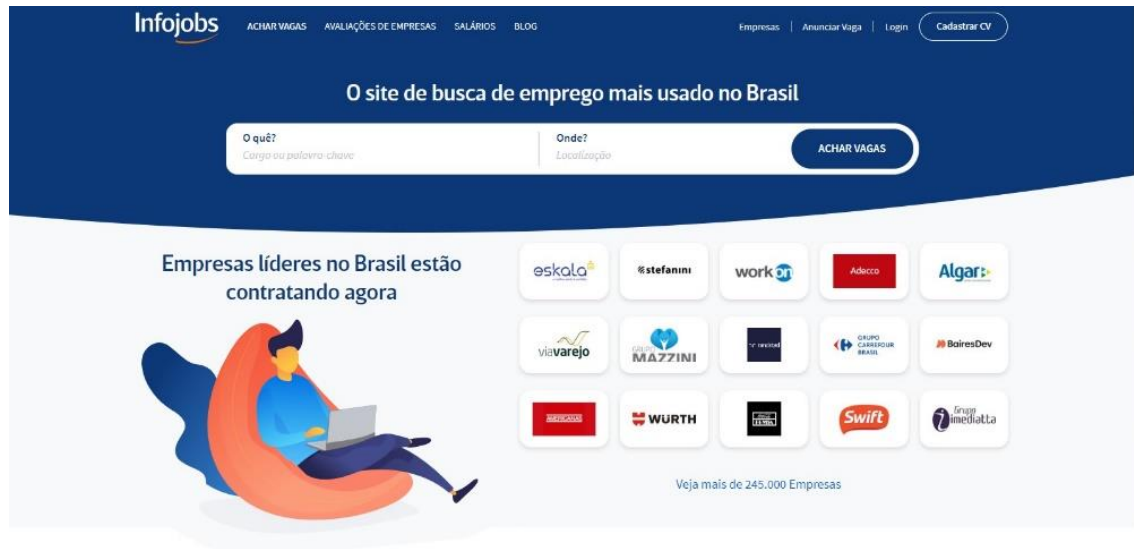 Infojobs
ACHAR VAGAS AVALIAÇÕES DE EMPRESAS SALÁRIOS BLOG
Empresas | Anunciar Vaga | Login Cadastrar CV
O site de busca de emprego mais usado no Brasil
O quê? Onde?
Cargo ou palavra-chave Localização
ACHAR VAGAS
Empresas líderes no Brasil estão
contratando agora
eskala
stefanini
work on
Adecco
Algar
viavarejo
GRUPO
MAZZINI
GRUPO
CARREFOUR
BRASIL
BairesDev
AMERICANAS
WÜRTH
Swift
Grupo
imediatta
Veja mais de 245.000 Empresas